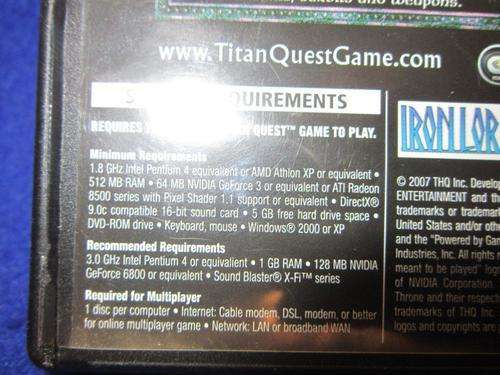 and weapons.
www.TitanQuestGame.com
QUIREMENTS
REQUIRES QUEST™ GAME TO PLAY.
Minimum Requirements
1.8 GHz Intel Pentium 4 equivalent or AMD Athlon XP or equivalent •
512 MB RAM • 64 MB NVIDIA GeForce 3 or equivalent or ATI Radeon
8500 series with Pixel Shader 1.1 support or equivalent • DirectX®
9.0c compatible 16-bit sound card • 5 GB free hard drive space •
DVD-ROM drive • Keyboard, mouse • Windows® 2000 or XP
Recommended Requirements
3.0 GHz Intel Pentium 4 or equivalent • 1 GB RAM • 128 MB NVIDIA
GeForce 6800 or equivalent • Sound Blaster® X-Fi™ series
Required for Multiplayer
1 disc per computer • Internet: Cable modem, DSL, modem, or better
for online multiplayer game • Network: LAN or broadband WAN
IRON LOR
© 2007 THQ Inc. Develo
ENTERTAINMENT and th
trademarks or trademar
United States and/or othe
and the "Powered by Gam
Industries, Inc. All rights r
meant to be played" log
of NVIDIA Corporation
Throne and their respec
trademarks of THQ Inc.
logos and copyrights are